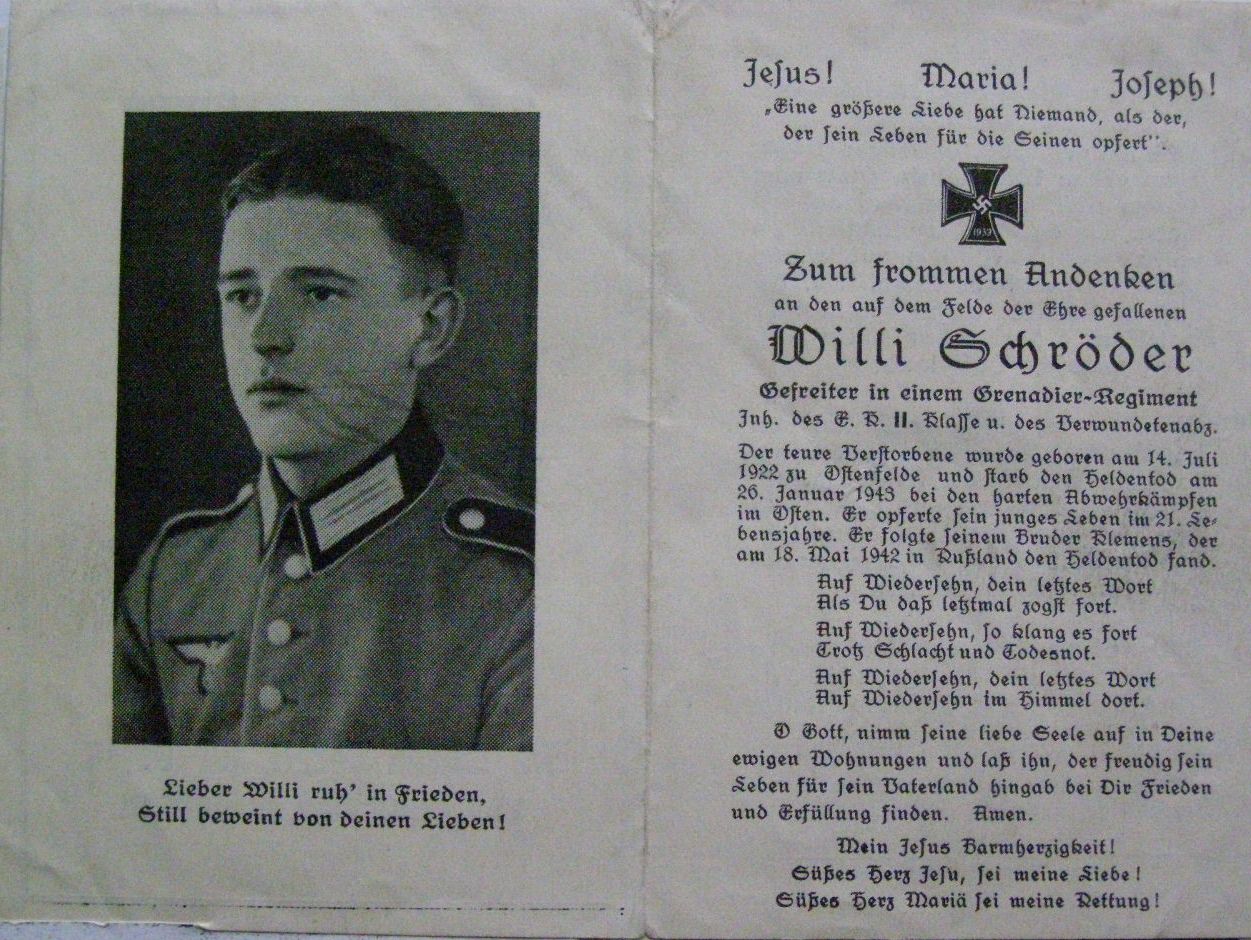 Lieber Willi ruh' in Frieden,
Still beweint von deinen Lieben!
Jesus! Maria! Joseph!
„Eine größere Liebe hat Niemand, als der,
der sein Leben für die Seinen opfert".
1939
Zum frommen Andenken
an den auf dem Felde der Ehre gefallenen
Willi Schröder
Gefreiter in einem Grenadier-Regiment
Inh. des E. K. II. Klasse u. des Verwundetenabz.
Der teure Verstorbene wurde geboren am 14. Juli
1922 zu Ostenfelde und starb den Heldentod am
26. Januar 1943 bei den harten Abwehrkämpfen
im Osten. Er opferte sein junges Leben im 21. Le-
bensjahre. Er folgte seinem Bruder Klemens, der
am 18. Mai 1942 in Rußland den Heldentod fand.
Auf Wiedersehn, dein letztes Wort
Als Du daß letztmal zogst fort.
Auf Wiedersehn, so klang es fort
Trotz Schlacht und Todesnot.
Auf Wiedersehn, dein letztes Wort
Auf Wiedersehn im Himmel dort.
O Gott, nimm seine liebe Seele auf in Deine
ewigen Wohnungen und laß ihn, der freudig sein
Leben für sein Vaterland hingab bei Dir Frieden
und Erfüllung finden. Amen.
Mein Jesus Barmherzigkeit!
Süßes Herz Jesu, sei meine Liebe!
Süßes Herz Mariä sei meine Rettung!